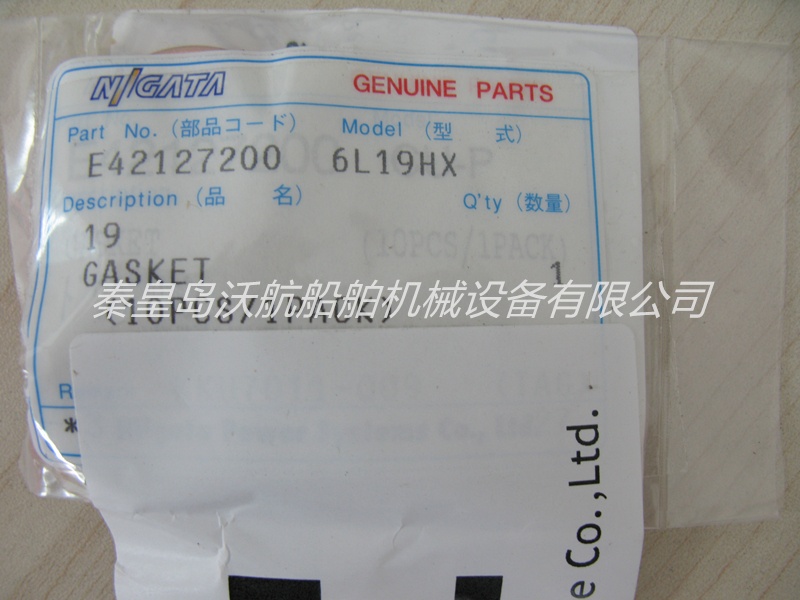 NIIGATA GENUINE PARTS
Part No. (部品コード) Model (型 式)
E42127200 6L19HX
Description (品 名) Q'ty (数量)
19
GASKET 1
秦皇岛沃航船舶机械设备有限公司
(10PCS/1PACK)
e Co.,Ltd.